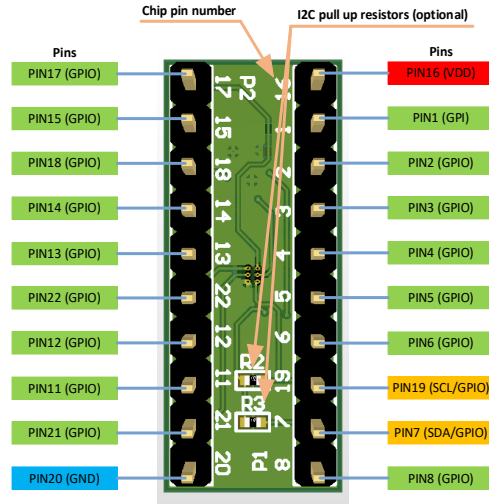 Chip pin number
I2C pull up resistors (optional)
Pins
Pins
PIN17 (GPIO)
17
P2
16
PIN16 (VDD)
PIN15 (GPIO)
15
1
PIN1 (GPI)
PIN18 (GPIO)
18
2
PIN2 (GPIO)
PIN14 (GPIO)
14
3
PIN3 (GPIO)
PIN13 (GPIO)
13
4
PIN4 (GPIO)
PIN22 (GPIO)
22
5
PIN5 (GPIO)
PIN12 (GPIO)
12
6
PIN6 (GPIO)
PIN11 (GPIO)
11
19
PIN19 (SCL/GPIO)
R3
PIN21 (GPIO)
21
7
PIN7 (SDA/GPIO)
PIN20 (GND)
20
P1
8
PIN8 (GPIO)